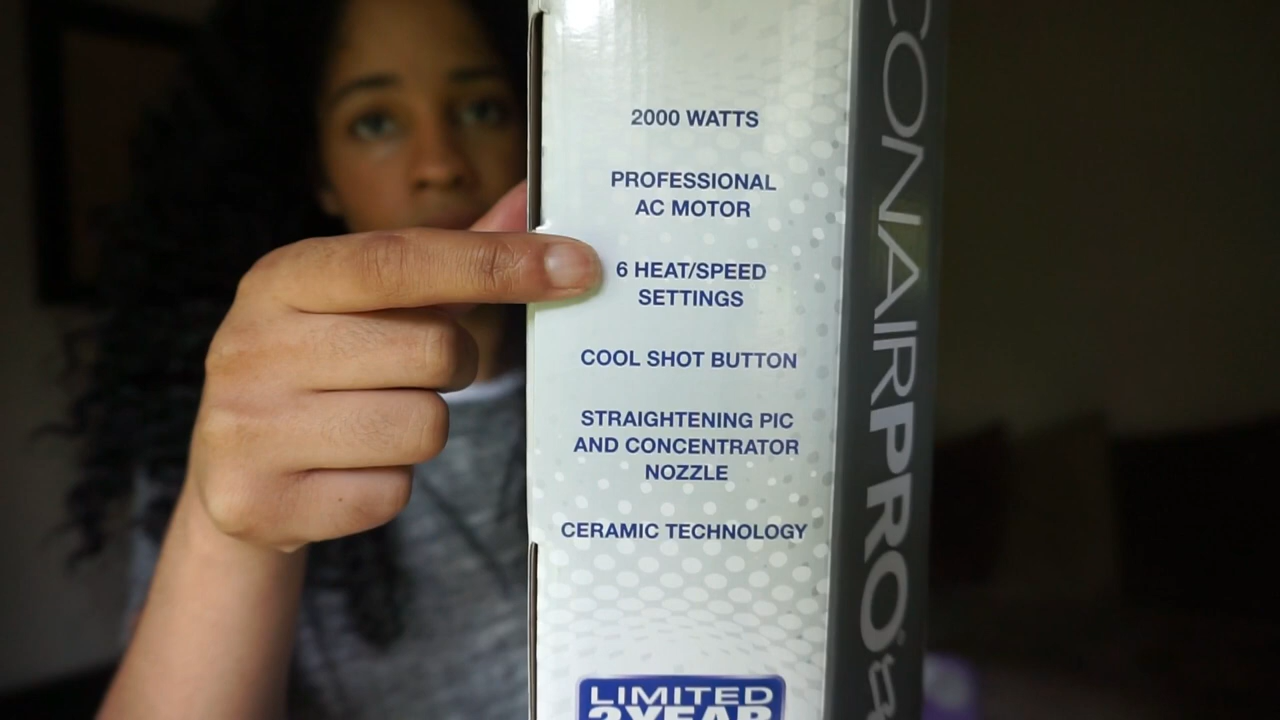 2000 WATTS
PROFESSIONAL
AC MOTOR
6 HEAT/SPEED
SETTINGS
COOL SHOT BUTTON
STRAIGHTENING PIC
AND CONCENTRATOR
NOZZLE
CERAMIC TECHNOLOGY
LIMITED
2YEAR
CONAIRPRO